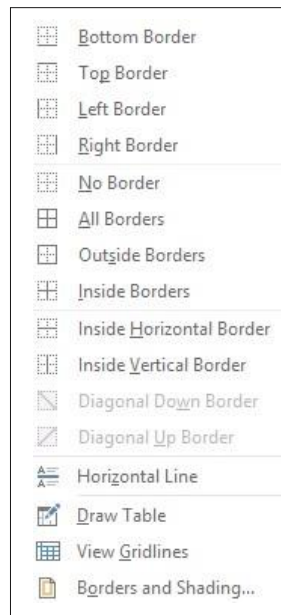 Bottom Border
Top Border
Left Border
Right Border
No Border
All Borders
Outside Borders
Inside Borders
Inside Horizontal Border
Inside Vertical Border
Diagonal Down Border
Diagonal Up Border
Horizontal Line
Draw Table
View Gridlines
Borders and Shading...